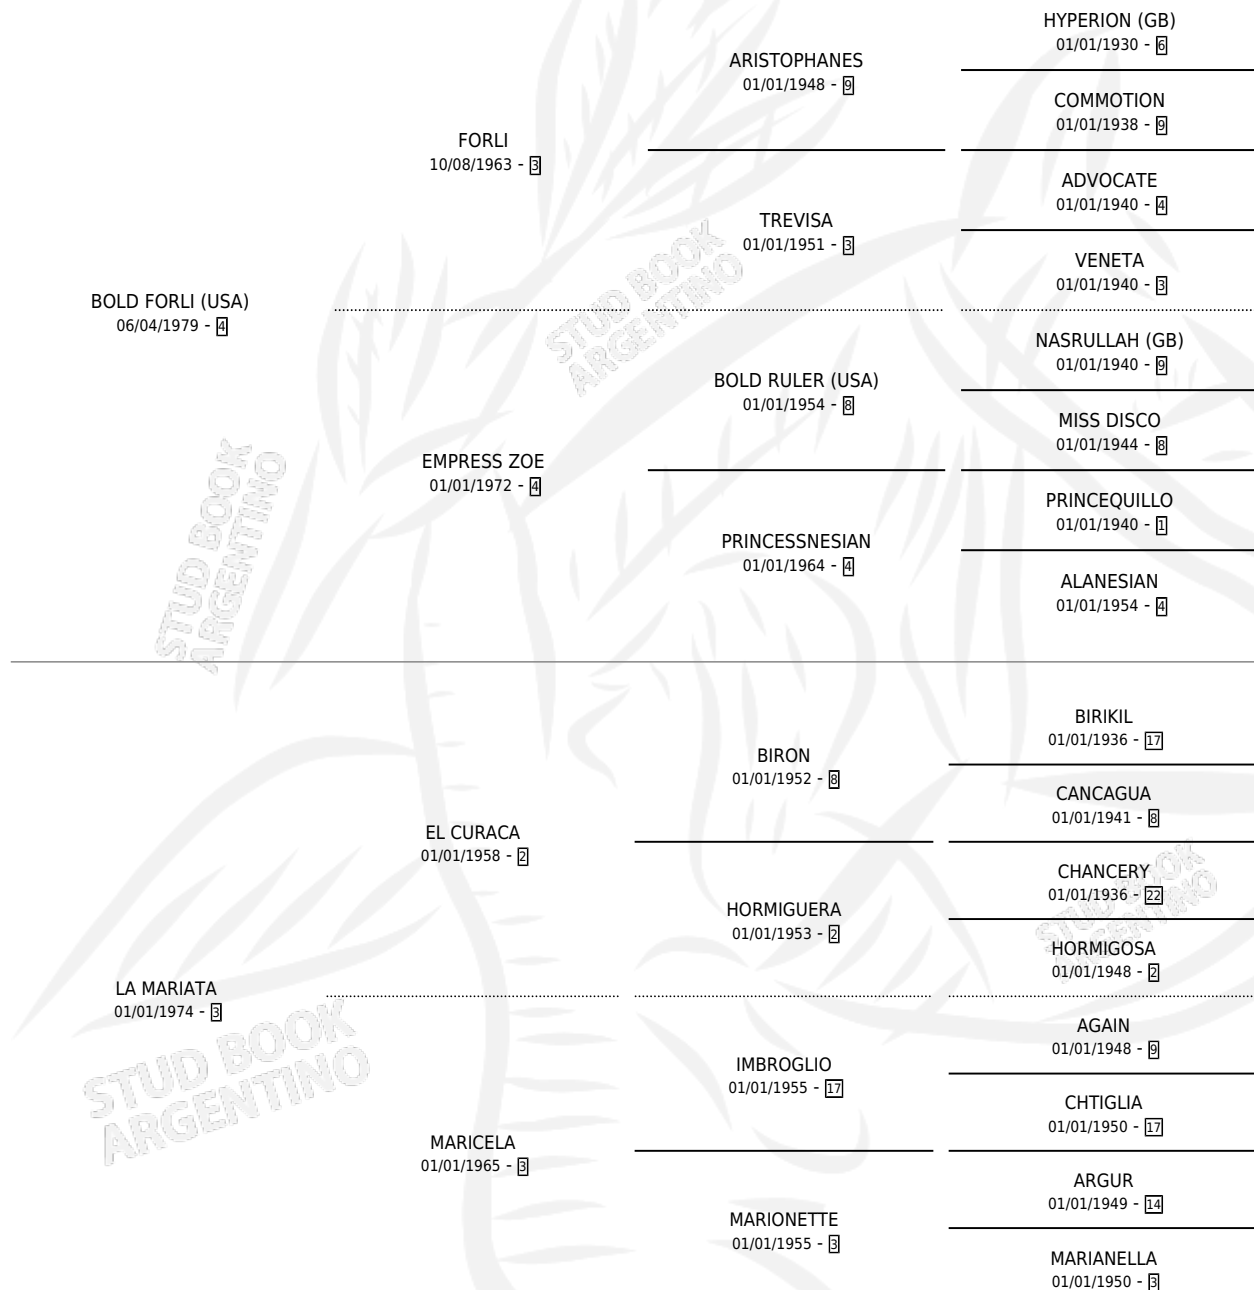 HYPERION (GB)
01/01/1930 - 6
ARISTOPHANES
01/01/1948 - 9
COMMOTION
01/01/1938 - 9
FORLI
10/08/1963 - 3
ADVOCATE
01/01/1940 - 4
TREVISA
01/01/1951 - 3
VENETA
01/01/1940 - 3
BOLD FORLI (USA)
06/04/1979 - 4
NASRULLAH (GB)
01/01/1940 - 9
BOLD RULER (USA)
01/01/1954 - 8
MISS DISCO
01/01/1944 - 8
EMPRESS ZOE
01/01/1972 - 4
PRINCEQUILLO
01/01/1940 - 1
PRINCESSNESIAN
01/01/1964 - 4
ALANESIAN
01/01/1954 - 4
BIRIKIL
01/01/1936 - 17
BIRON
01/01/1952 - 8
CANCAGUA
01/01/1941 - 8
EL CURACA
01/01/1958 - 2
CHANCERY
01/01/1936 - 22
HORMIGUERA
01/01/1953 - 2
HORMIGOSA
01/01/1948 - 2
LA MARIATA
01/01/1974 - 3
AGAIN
01/01/1948 - 9
IMBROGLIO
01/01/1955 - 17
CHTIGLIA
01/01/1950 - 17
MARICELA
01/01/1965 - 3
ARGUR
01/01/1949 - 14
MARIONETTE
01/01/1955 - 3
MARIANELLA
01/01/1950 - 3
STUD BOOK
ARGENTINO
STUD BOOK
ARGENTINO
STUD BOOK
ARGENTINO
STUD BOOK
ARGENTINO